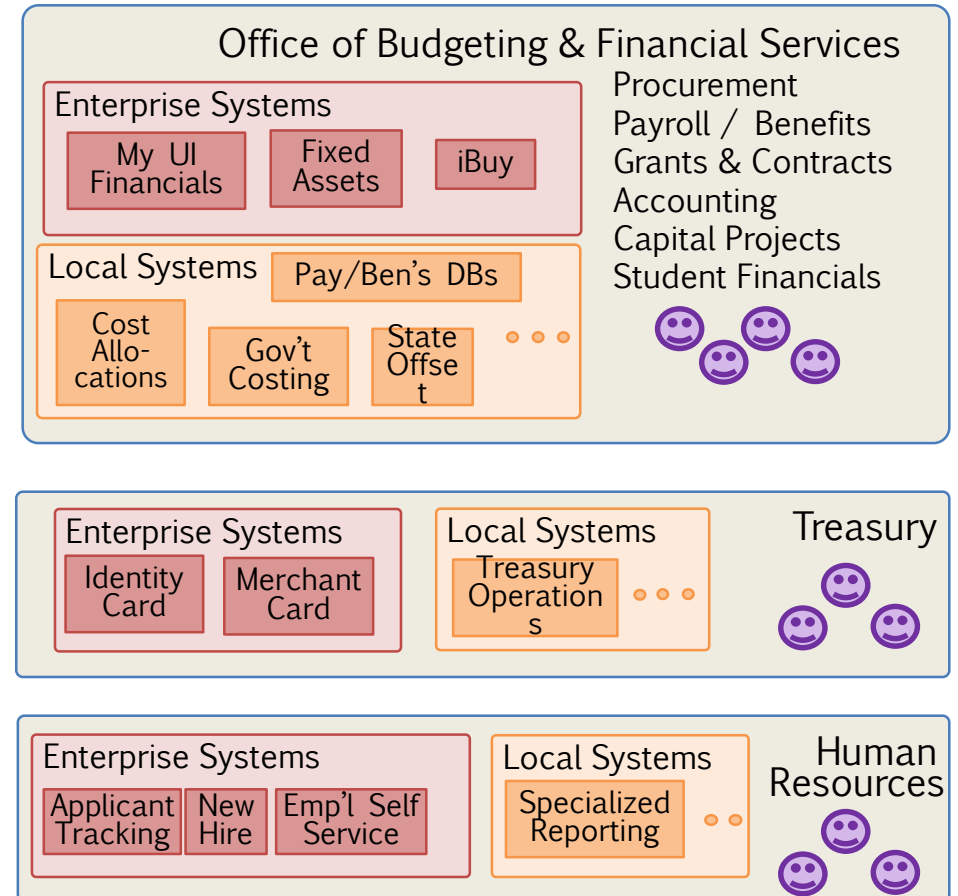 Office of Budgeting & Financial Services
Enterprise Systems
My UI
Financials
Fixed
Assets
iBuy
Procurement
Payroll / Benefits
Grants & Contracts
Accounting
Capital Projects
Student Financials
Local Systems
Pay/Ben's DBs
Cost
Allo-
cations
Gov't
Costing
State
Offse
t
Enterprise Systems
Identity
Card
Merchant
Card
Local Systems
Treasury
Operation
s
Treasury
Enterprise Systems
Applicant
Tracking
New
Hire
Emp'l Self
Service
Local Systems
Specialized
Reporting
Human
Resources